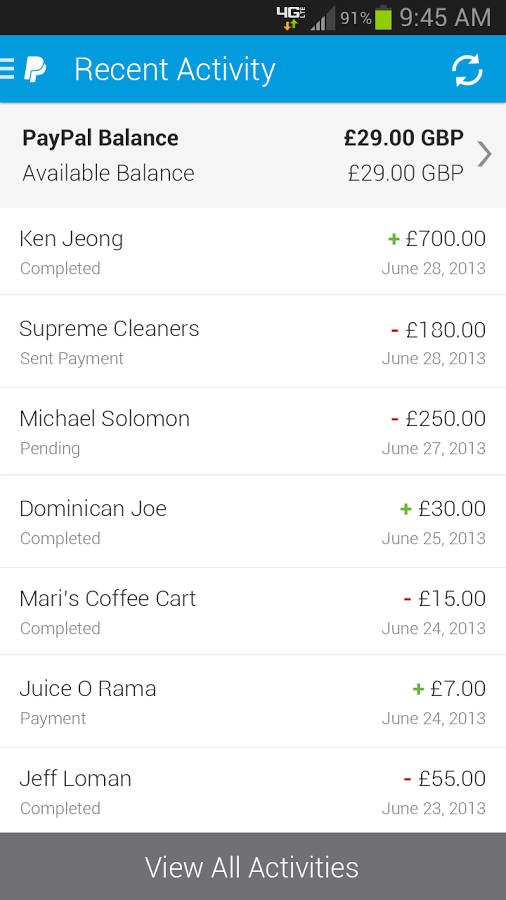 4G LTE 91% 9:45 AM
Recent Activity
PayPal Balance £29.00 GBP
Available Balance £29.00 GBP
Ken Jeong + £700.00
Completed June 28, 2013
Supreme Cleaners - £180.00
Sent Payment June 28, 2013
Michael Solomon - £250.00
Pending June 27, 2013
Dominican Joe + £30.00
Completed June 25, 2013
Mari's Coffee Cart - £15.00
Completed June 24, 2013
Juice O Rama + £7.00
Payment June 24, 2013
Jeff Loman - £55.00
Completed June 23, 2013
View All Activities